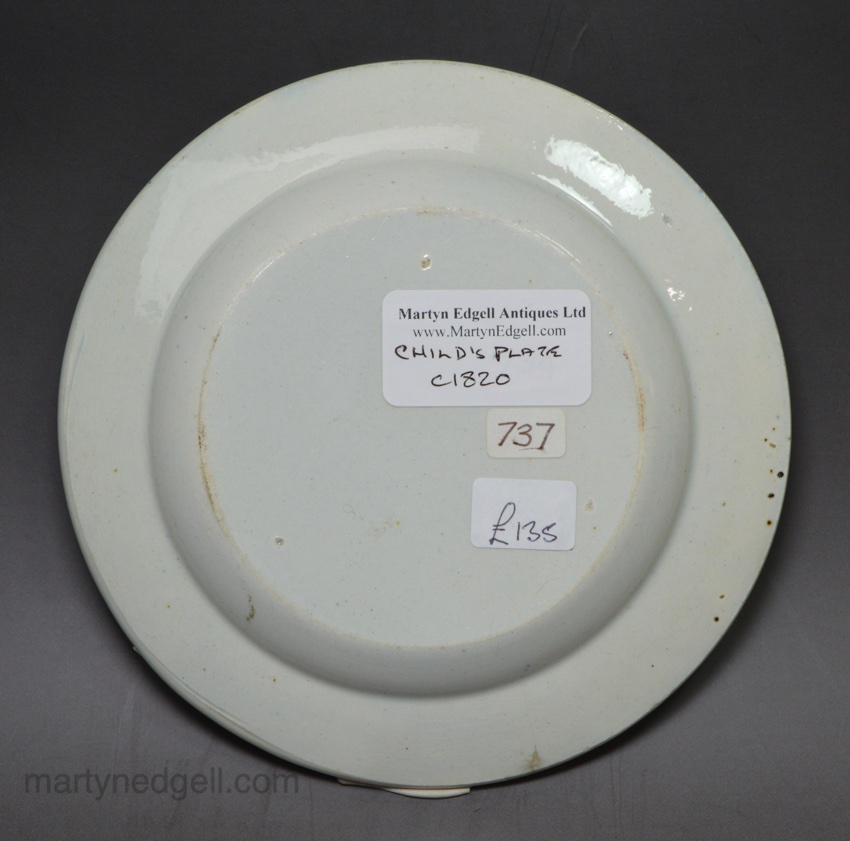 Martyn Edgell Antiques Ltd
www.MartynEdgell.com
CHILD'S PLATE
C1820
737
£135
martynedgell.com